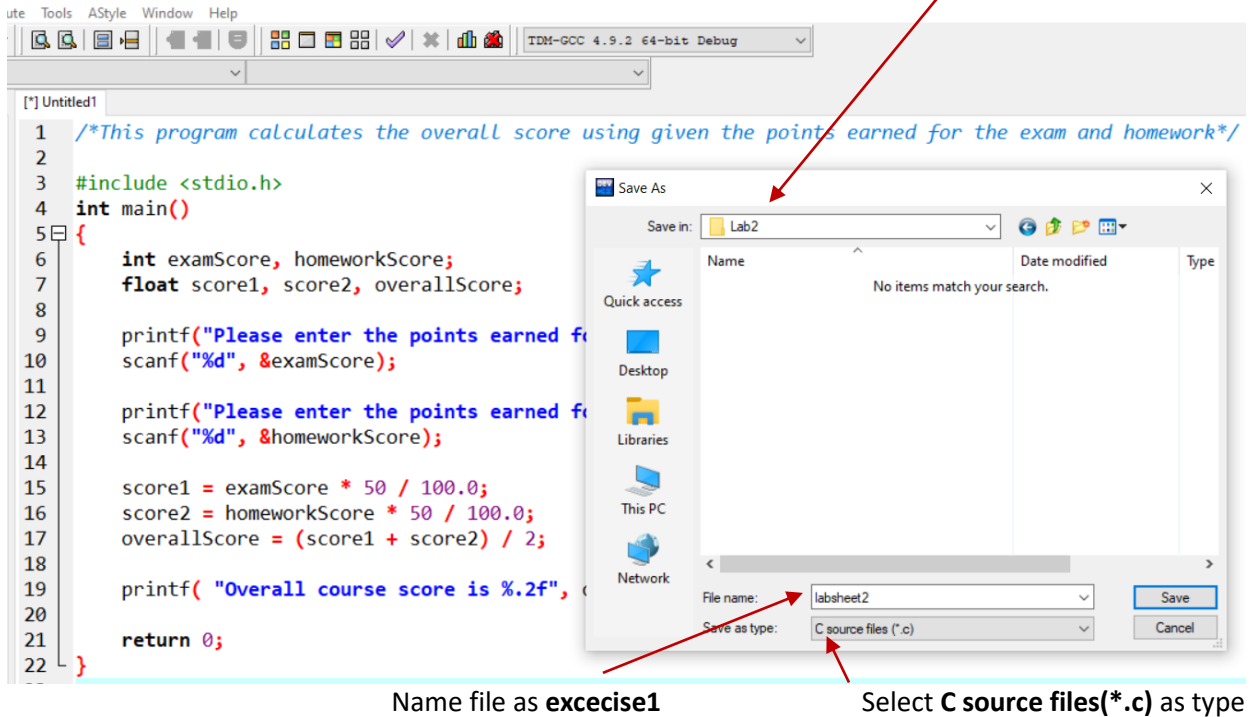 ute Tools AStyle Window Help
TDM-GCC 4.9.2 64-bit Debug
[*] Untitled1
1 /*This program calculates the overall score using given the points earned for the exam and homework*/
2
3 #include <stdio.h>
4 int main()
5 {
6 int examScore, homeworkScore;
7 float score1, score2, overallScore;
8
9 printf("Please enter the points earned fo
10 scanf("%d", &examScore);
11
12 printf("Please enter the points earned fo
13 scanf("%d", &homeworkScore);
14
15 score1 = examScore * 50 / 100.0;
16 score2 = homeworkScore * 50 / 100.0;
17 overallScore = (score1 + score2) / 2;
18
19 printf( "Overall course score is %.2f", o
20
21 return 0;
22 }
Save As
Save in: Lab2
Name Date modified Type
No items match your search.
Quick access
Desktop
Libraries
This PC
Network
File name: labsheet2 Save
Save as type: C source files (*.c) Cancel
Name file as excecise1 Select C source files(*.c) as type